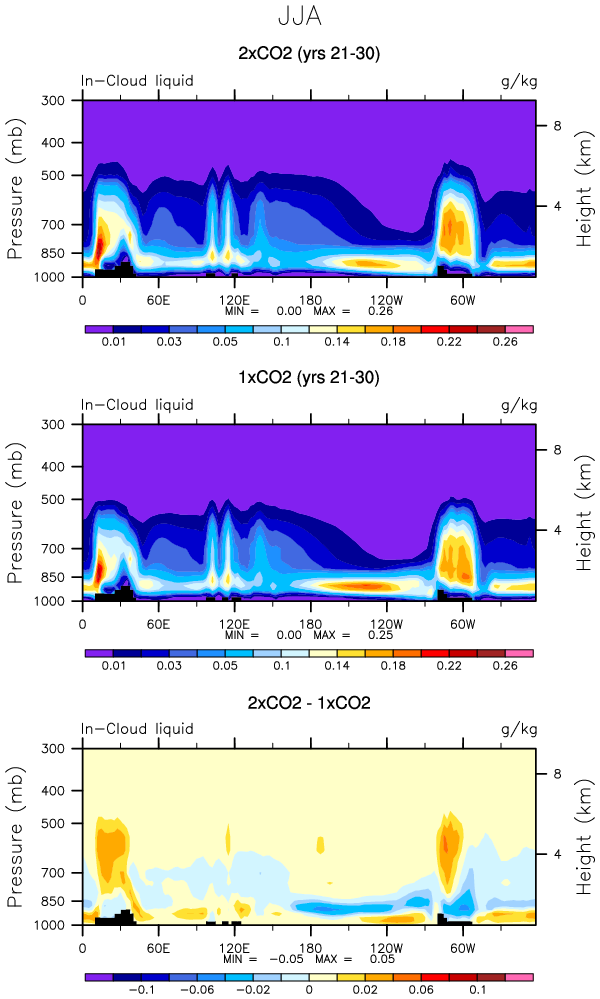 JJA
2xCO2 (yrs 21-30)
In-Cloud liquid g/kg
300
400
500
700
850
1000
Pressure (mb)
8
4
Height (km)
0 60E 120E 180 120W 60W
MIN = 0.00 MAX = 0.26
0.01 0.03 0.05 0.1 0.14 0.18 0.22 0.26
1xCO2 (yrs 21-30)
In-Cloud liquid g/kg
300
400
500
700
850
1000
Pressure (mb)
8
4
Height (km)
0 60E 120E 180 120W 60W
MIN = 0.00 MAX = 0.25
0.01 0.03 0.05 0.1 0.14 0.18 0.22 0.26
2xCO2 - 1xCO2
In-Cloud liquid g/kg
300
400
500
700
850
1000
Pressure (mb)
8
4
Height (km)
0 60E 120E 180 120W 60W
MIN = -0.05 MAX = 0.05
-0.1 -0.06 -0.02 0 0.02 0.06 0.1